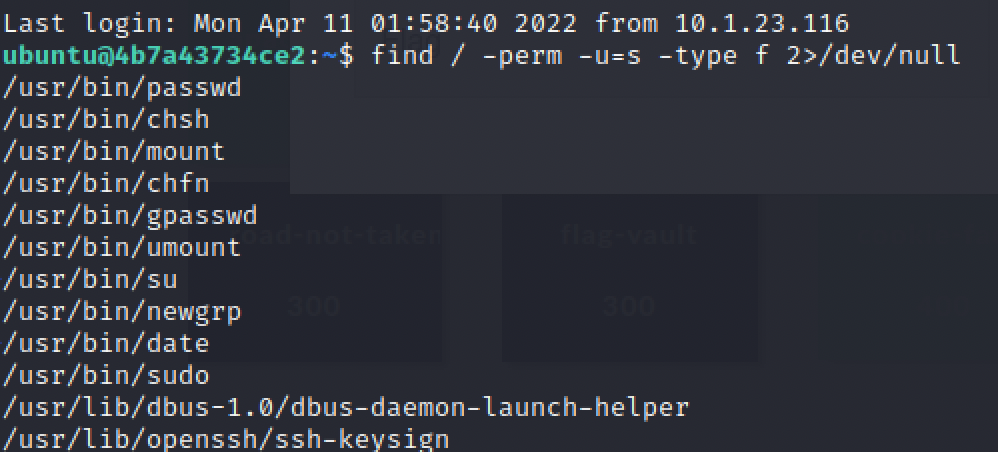 Last login: Mon Apr 11 01:58:40 2022 from 10.1.23.116
ubuntu@4b7a43734ce2:~$ find / -perm -u=s -type f 2>/dev/null
/usr/bin/passwd
/usr/bin/chsh
/usr/bin/mount
/usr/bin/chfn
/usr/bin/gpasswd
road-not-taken flag-vault
/usr/bin/umount
/usr/bin/su
300 300
/usr/bin/newgrp
/usr/bin/date
/usr/bin/sudo
/usr/lib/dbus-1.0/dbus-daemon-launch-helper
/usr/lib/openssh/ssh-keysign